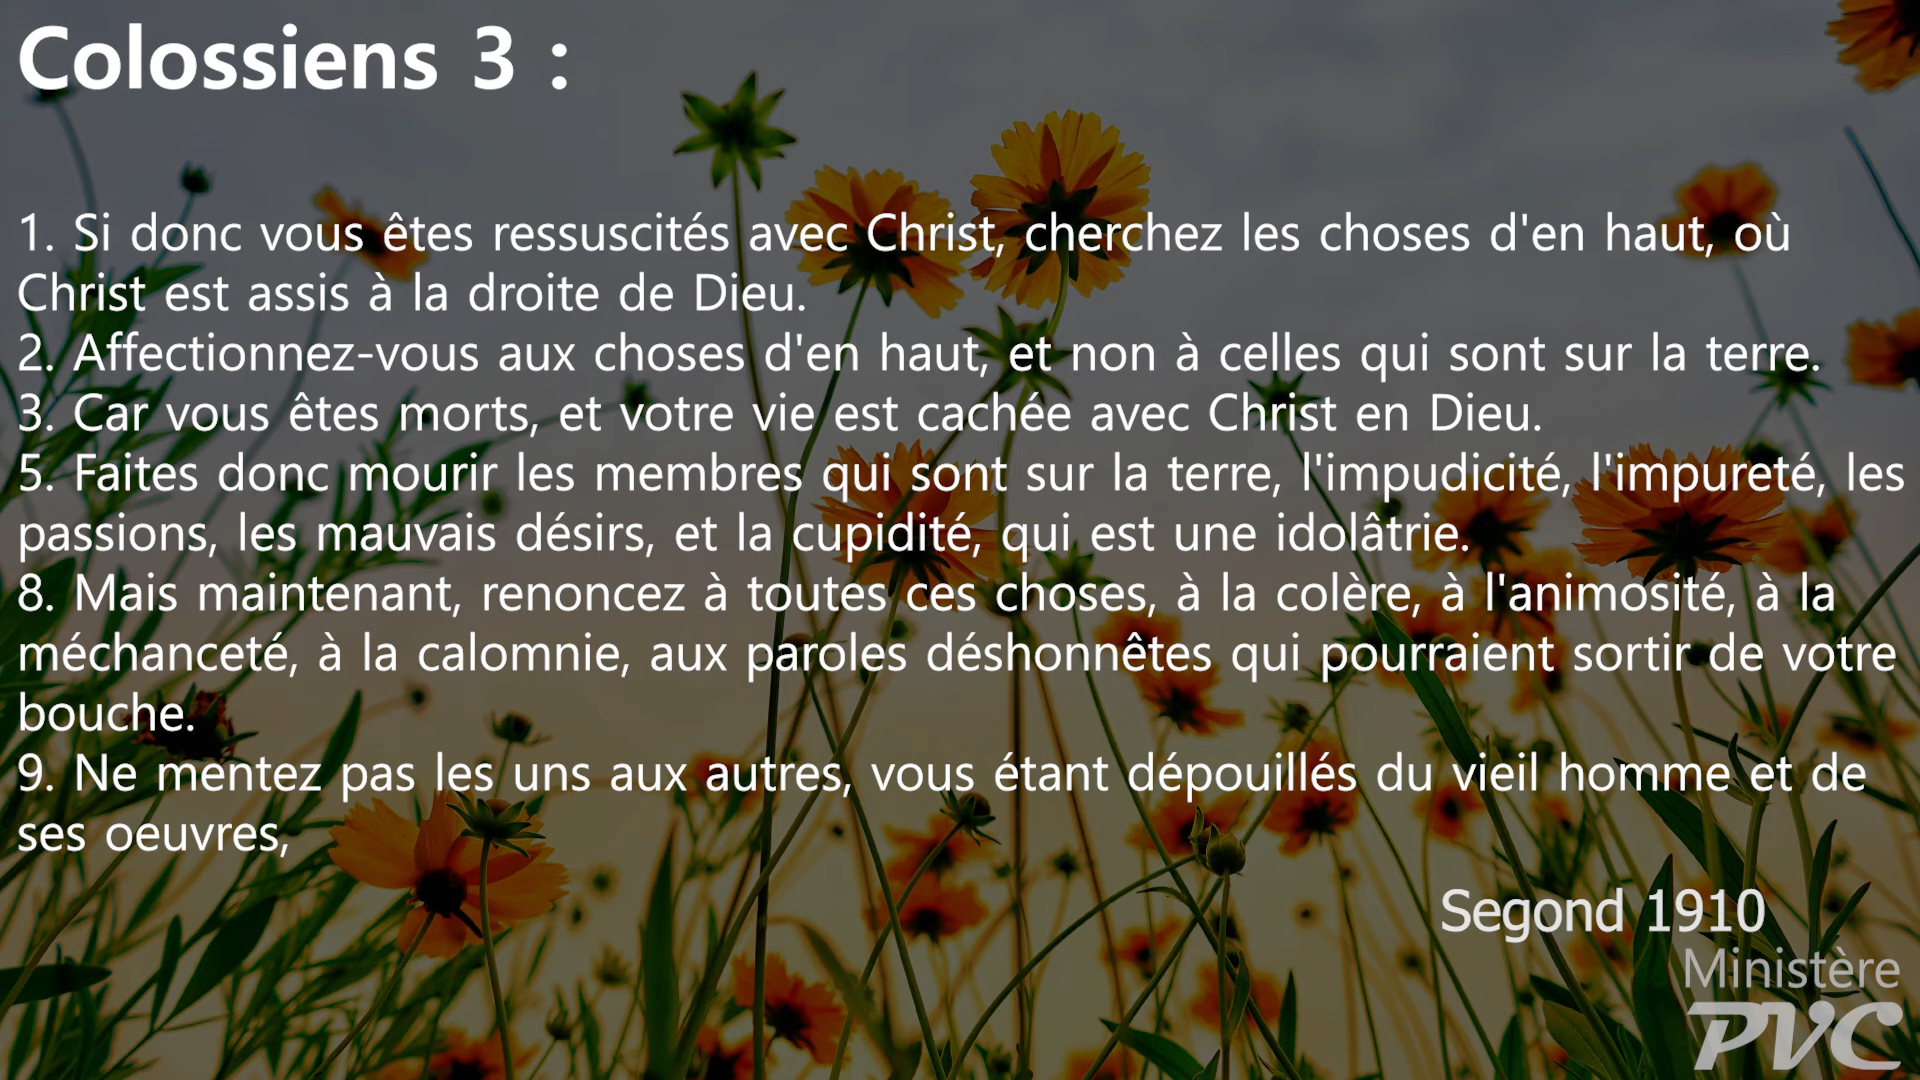 Colossiens 3 :
1. Si donc vous êtes ressuscités avec Christ, cherchez les choses d'en haut, où
Christ est assis à la droite de Dieu.
2. Affectionnez-vous aux choses d'en haut, et non à celles qui sont sur la terre.
3. Car vous êtes morts, et votre vie est cachée avec Christ en Dieu.
5. Faites donc mourir les membres qui sont sur la terre, l'impudicité, l'impureté, les
passions, les mauvais désirs, et la cupidité, qui est une idolâtrie.
8. Mais maintenant, renoncez à toutes ces choses, à la colère, à l'animosité, à la
méchanceté, à la calomnie, aux paroles déshonnêtes qui pourraient sortir de votre
bouche.
9. Ne mentez pas les uns aux autres, vous étant dépouillés du vieil homme et de
ses oeuvres,
Segond 1910
Ministère
PVC